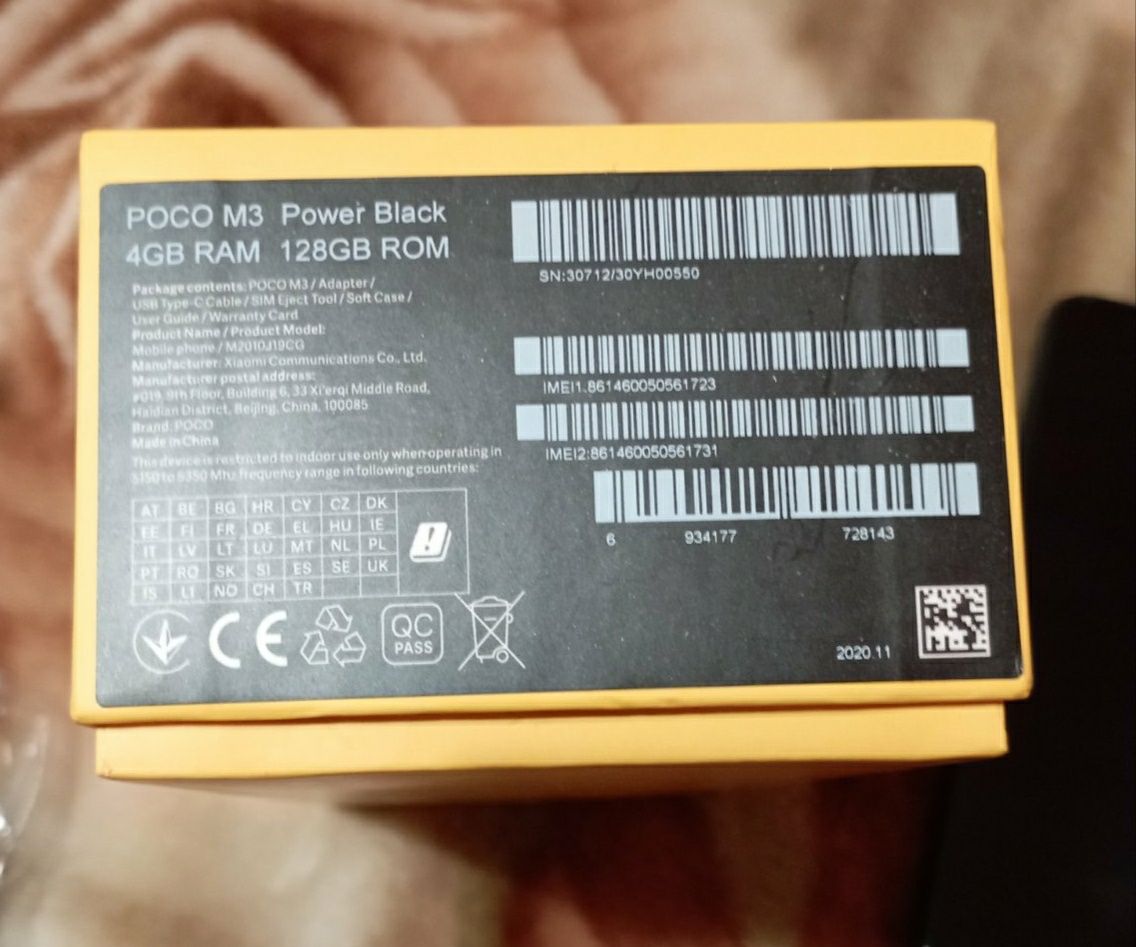 POCO M3 Power Black
4GB RAM 128GB ROM
Package contents: POCO M3 / Adapter /
USB Type-C Cable / SIM Eject Tool / Soft Case /
User Guide / Warranty Card
Product Name / Product Model:
Mobile phone / M2010J19CG
Manufacturer: Xiaomi Communications Co., Ltd.
Manufacturer postal address:
#019, 9th Floor, Building 6, 33 Xi'erqi Middle Road,
Haidian District, Beijing, China, 100085
Brand: POCO
Made in China
This device is restricted to indoor use only when operating in
5150 to 5350 Mhz frequency range in following countries:
AT BE BG HR CY CZ DK
EE FI FR DE EL HU IE
IT LV LT LU MT NL PL
PT RO SK SI ES SE UK
IS LI NO CH TR
CE
QC
PASS
SN:30712/30YH00550
IMEI1:861460050561723
IMEI2:861460050561731
6 934177 728143
2020.11